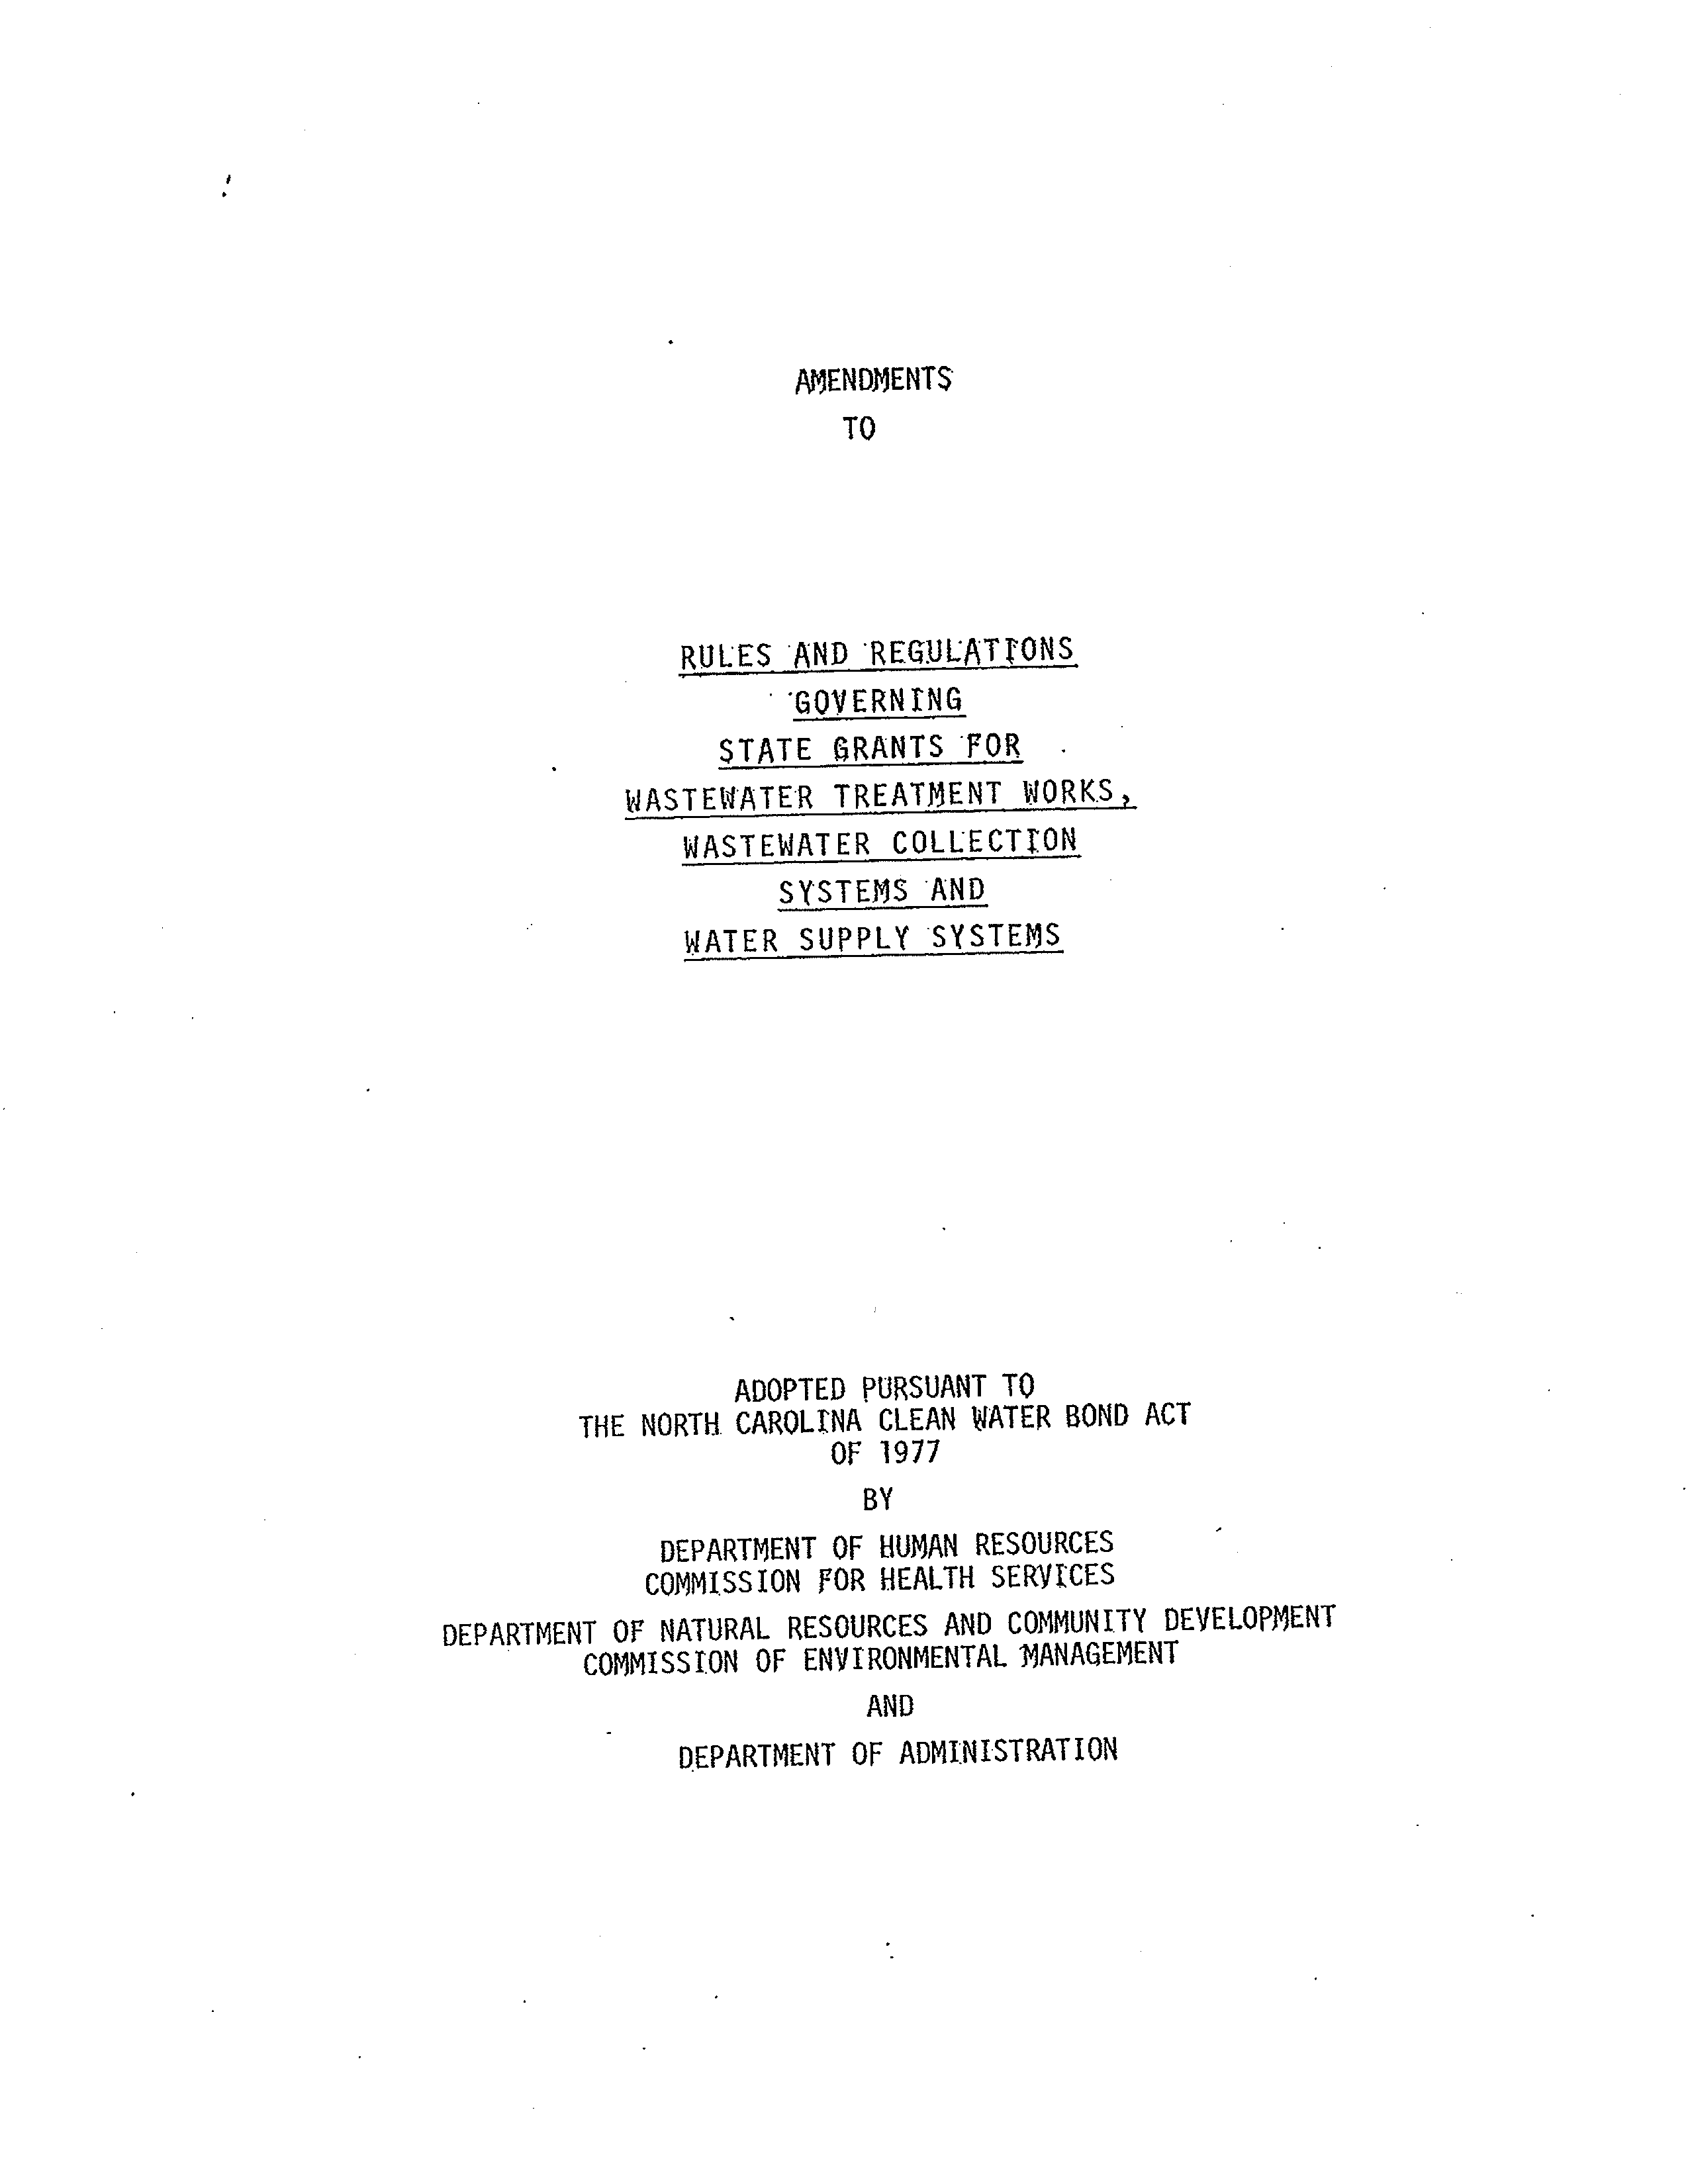 AMENDMENTS
TO
RULES AND REGULATIONS
GOVERNING
STATE GRANTS FOR
WASTEWATER TREATMENT WORKS,
WASTEWATER COLLECTION
SYSTEMS AND
WATER SUPPLY SYSTEMS
ADOPTED PURSUANT TO
THE NORTH CAROLINA CLEAN WATER BOND ACT
OF 1977
BY
DEPARTMENT OF HUMAN RESOURCES
COMMISSION FOR HEALTH SERVICES
DEPARTMENT OF NATURAL RESOURCES AND COMMUNITY DEVELOPMENT
COMMISSION OF ENVIRONMENTAL MANAGEMENT
AND
DEPARTMENT OF ADMINISTRATION